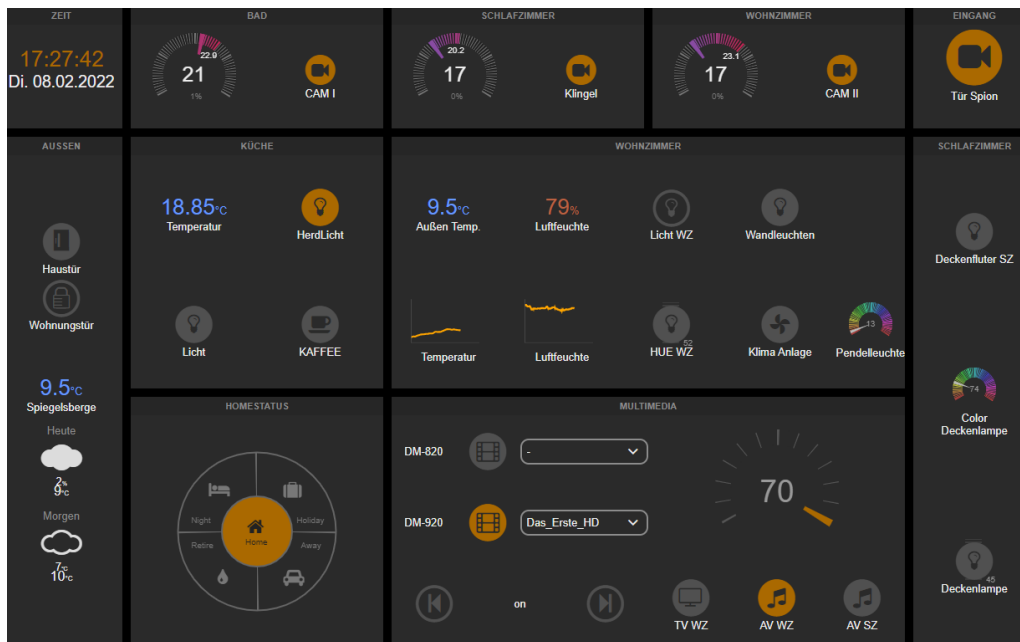 ZEIT
17:27:42
Di. 08.02.2022
BAD
22.9
21
1%
CAM I
SCHLAFZIMMER
20.2
17
0%
Klingel
WOHNZIMMER
23.1
17
0%
CAM II
EINGANG
Tür Spion
AUSSEN
Haustür
Wohnungstür
9.5°C
Spiegelsberge
Heute
2%
9°C
Morgen
7°C
10°C
KÜCHE
18.85°C
Temperatur
HerdLicht
Licht
KAFFEE
WOHNZIMMER
9.5°C
Außen Temp.
79%
Luftfeuchte
Licht WZ
Wandleuchten
Temperatur
Luftfeuchte
52
HUE WZ
Klima Anlage
13
Pendelleuchte
SCHLAFZIMMER
Deckenfluter SZ
74
Color
Deckenlampe
45
Deckenlampe
HOMESTATUS
Night
Holiday
Home
Retire
Away
MULTIMEDIA
DM-820
-
DM-920
Das_Erste_HD
70
on
TV WZ
AV WZ
AV SZ